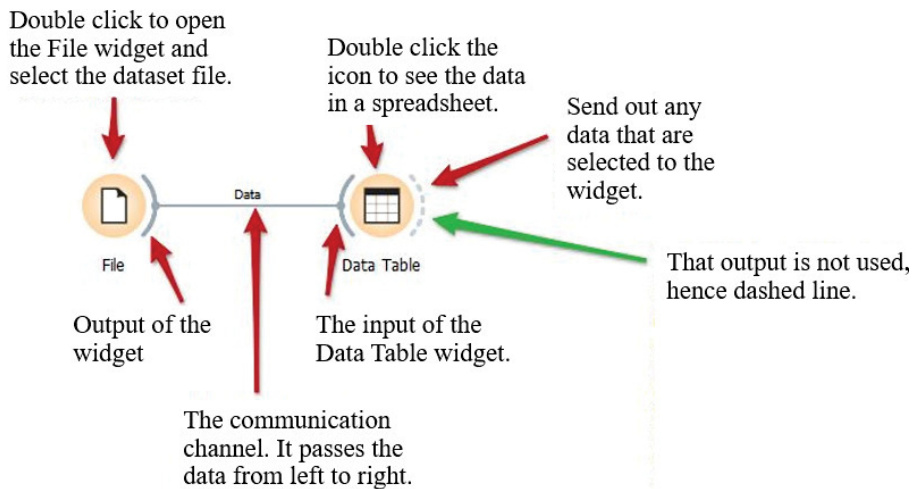 Double click to open
the File widget and
select the dataset file.
Double click the
icon to see the data
in a spreadsheet.
Send out any
data that are
selected to the
widget.
Data
File
Data Table
That output is not used,
hence dashed line.
Output of the
widget
The input of the
Data Table widget.
The communication
channel. It passes the
data from left to right.